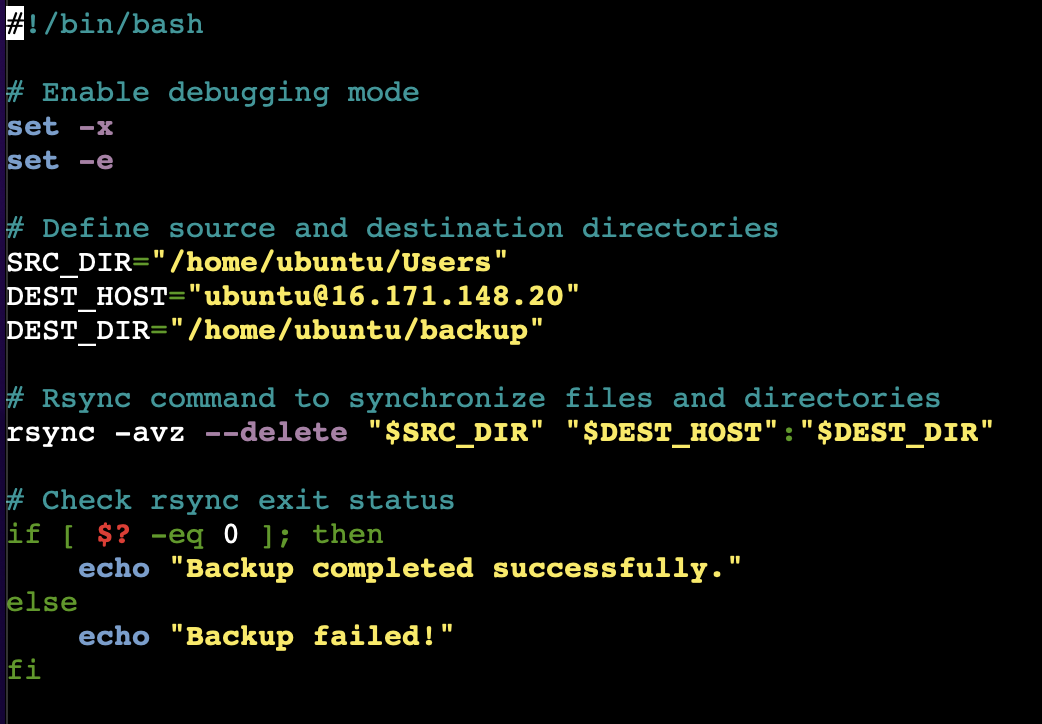 #!/bin/bash

# Enable debugging mode
set -x
set -e

# Define source and destination directories
SRC_DIR="/home/ubuntu/Users"
DEST_HOST="ubuntu@16.171.148.20"
DEST_DIR="/home/ubuntu/backup"

# Rsync command to synchronize files and directories
rsync -avz --delete "$SRC_DIR" "$DEST_HOST":"$DEST_DIR"

# Check rsync exit status
if [ $? -eq 0 ]; then
    echo "Backup completed successfully."
else
    echo "Backup failed!"
fi